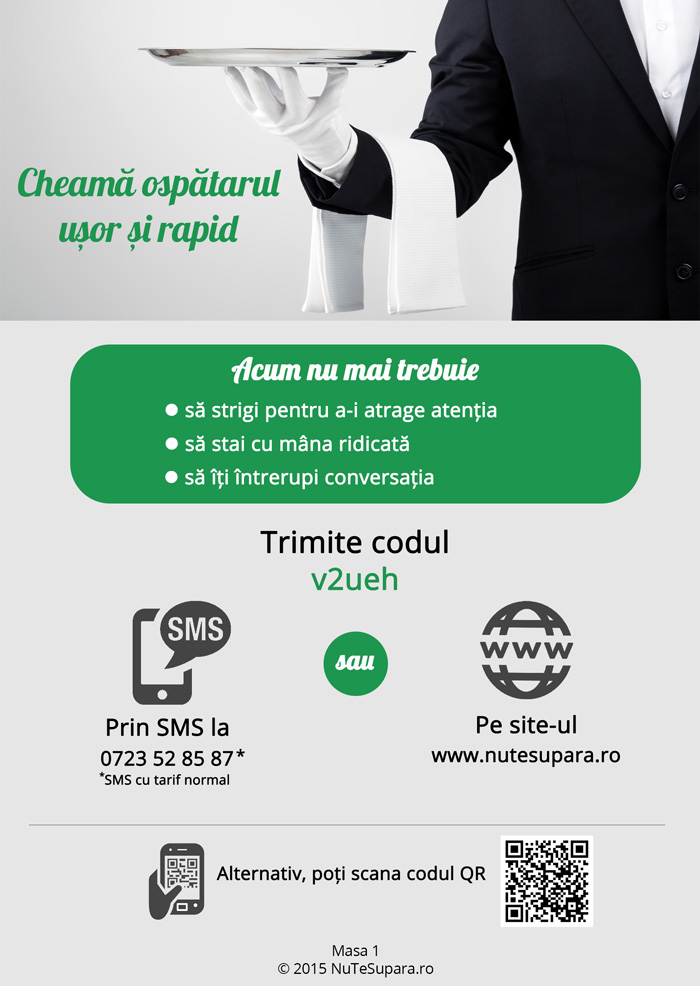 Cheamă ospătarul
ușor și rapid
Acum nu mai trebuie
● să strigi pentru a-i atrage atenția
● să stai cu mâna ridicată
● să îți întrerupi conversația
Trimite codul
v2ueh
SMS
sau
www
Prin SMS la
0723 52 85 87*
*SMS cu tarif normal
Pe site-ul
www.nutesupara.ro
Alternativ, poți scana codul QR
Masa 1
© 2015 NuTeSupara.ro